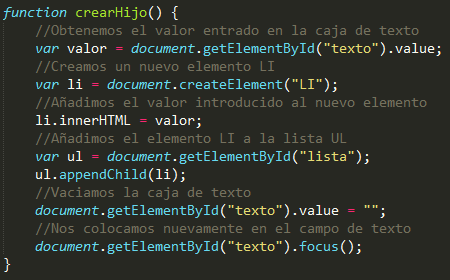 function crearHijo() {
//Obtenemos el valor entrado en la caja de texto
var valor = document.getElementById("texto").value;
//Creamos un nuevo elemento LI
var li = document.createElement("LI");
//Añadimos el valor introducido al nuevo elemento
li.innerHTML = valor;
//Añadimos el elemento LI a la lista UL
var ul = document.getElementById("lista");
ul.appendChild(li);
//Vaciamos la caja de texto
document.getElementById("texto").value = "";
//Nos colocamos nuevamente en el campo de texto
document.getElementById("texto").focus();
}